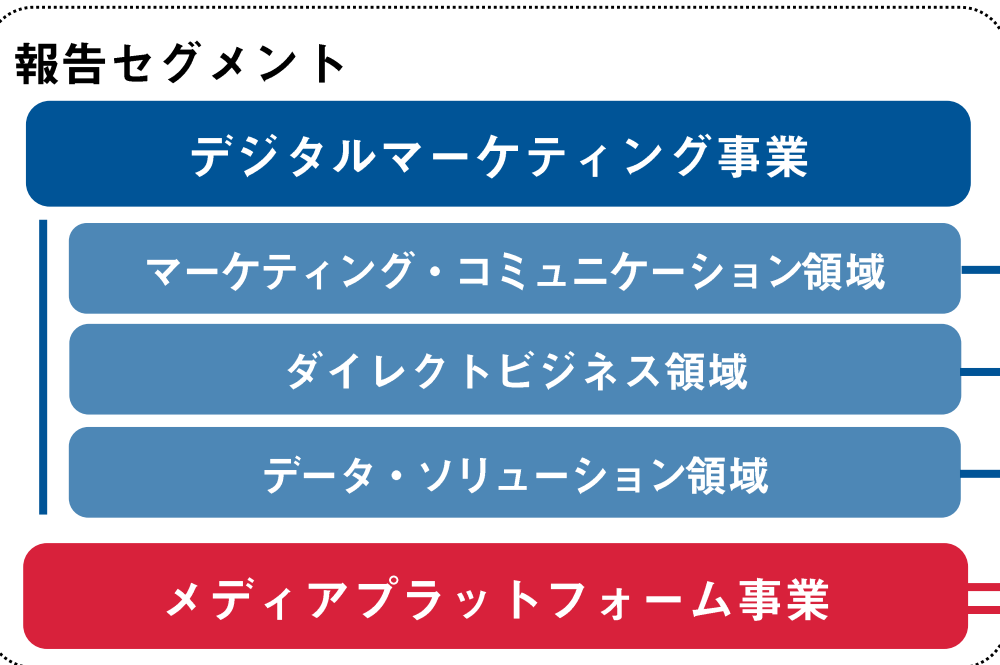 報告セグメント
デジタルマーケティング事業
マーケティング・コミュニケーション領域
ダイレクトビジネス領域
データ・ソリューション領域
メディアプラットフォーム事業